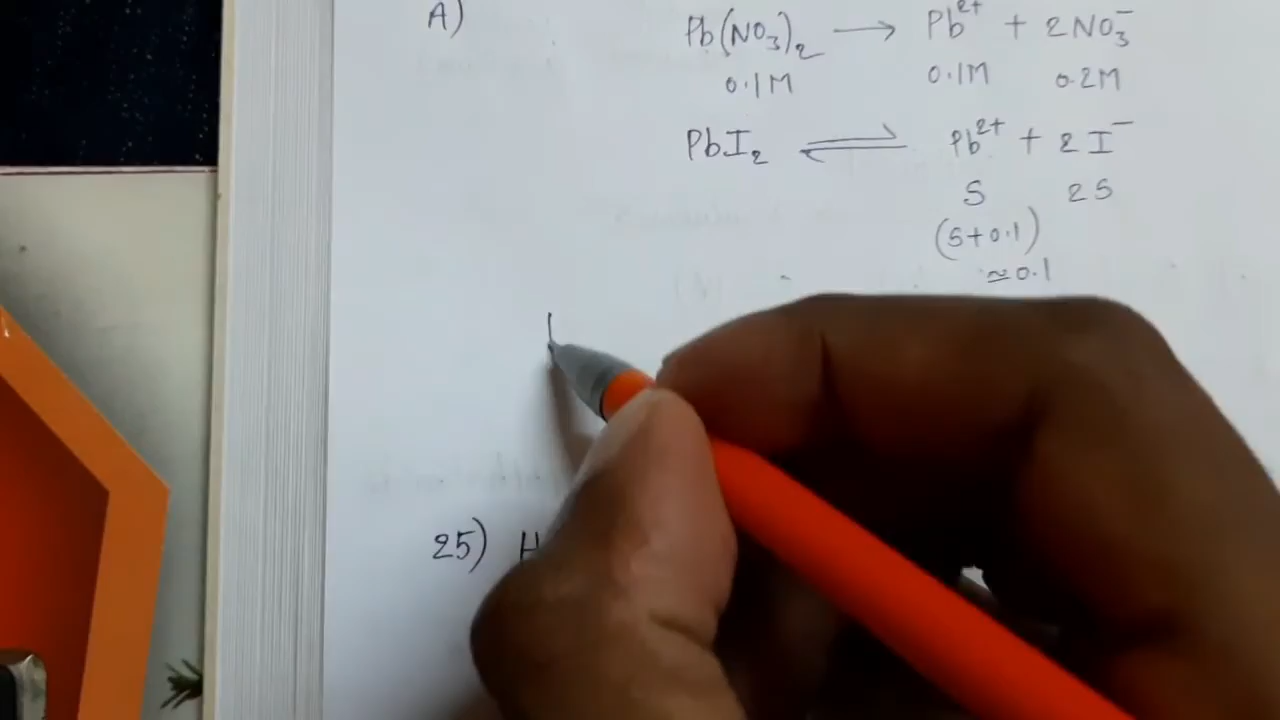 A) Pb(NO₃)₂ → Pb²⁺ + 2NO₃⁻
0.1M 0.1M 0.2M
PbI₂ ⇌ Pb²⁺ + 2I⁻
S 2S
(S+0.1)
≈0.1
25) H